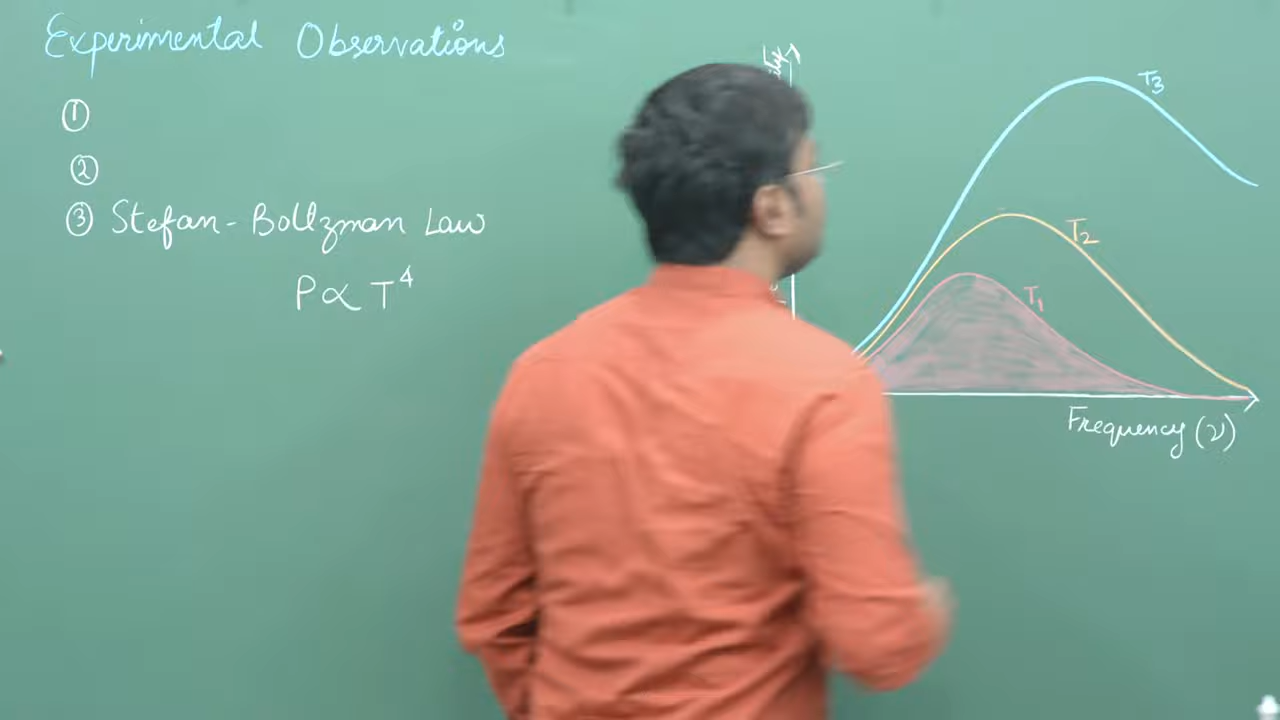 Experimental Observations
①
②
③ Stefan-Boltzman Law
P ∝ T⁴
T₃
T₂
T₁
Frequency (ν)